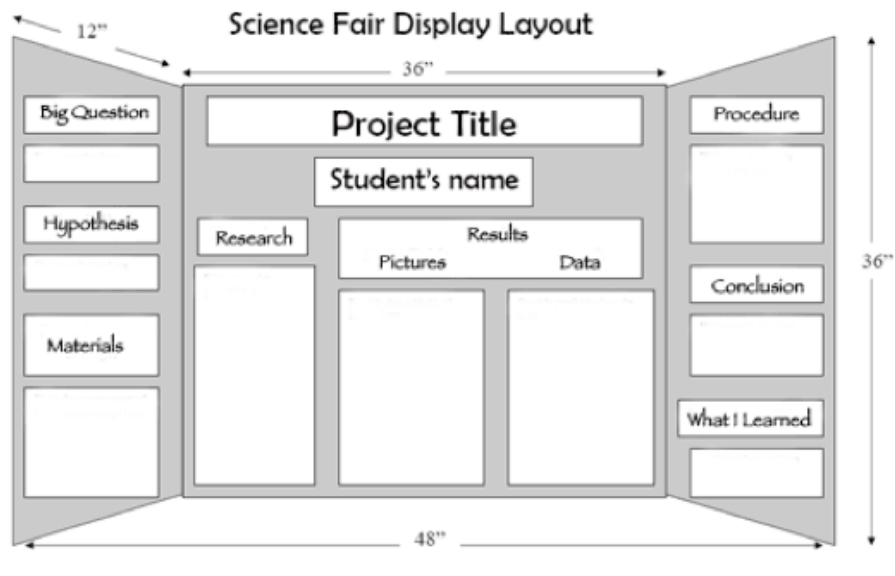 Science Fair Display Layout
12”
36”
Big Question
Hypothesis
Materials
Project Title
Student’s name
Research
Results
Pictures Data
Procedure
Conclusion
What I Learned
36”
48”